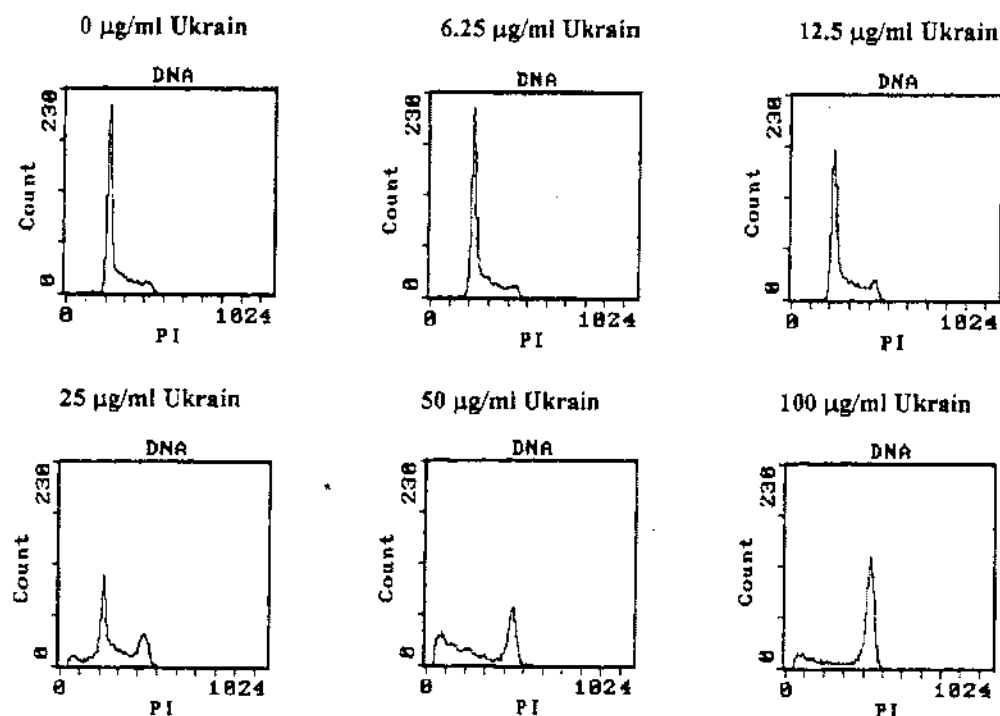 0 µg/ml Ukrain
DNA
230
Count
0
0 1024
PI
6.25 µg/ml Ukrain
DNA
230
Count
0
0 1024
PI
12.5 µg/ml Ukrain
DNA
230
Count
0
0 1024
PI
25 µg/ml Ukrain
DNA
230
Count
0
0 1024
PI
50 µg/ml Ukrain
DNA
230
Count
0
0 1024
PI
100 µg/ml Ukrain
DNA
230
Count
0
0 1024
PI